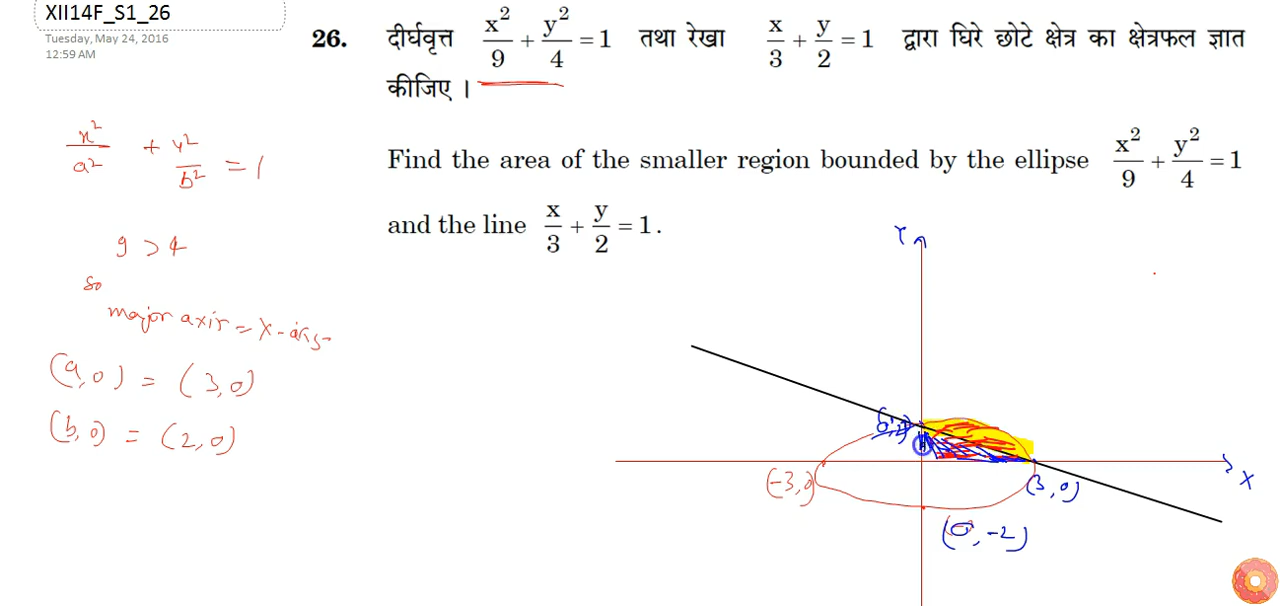 XII14F_S1_26
Tuesday, May 24, 2016
12:59 AM
26. दीर्घवृत्त x²/9 + y²/4 = 1 तथा रेखा x/3 + y/2 = 1 द्वारा घिरे छोटे क्षेत्र का क्षेत्रफल ज्ञात
कीजिए ।
Find the area of the smaller region bounded by the ellipse x²/9 + y²/4 = 1
and the line x/3 + y/2 = 1.
x²/a² + y²/b² = 1
9 > 4
so
major axis = X-axis
(a,0) = (3,0)
(b,0) = (2,0)
Y
(0,2)
(-3,0)
(3,0)
X
(0,-2)